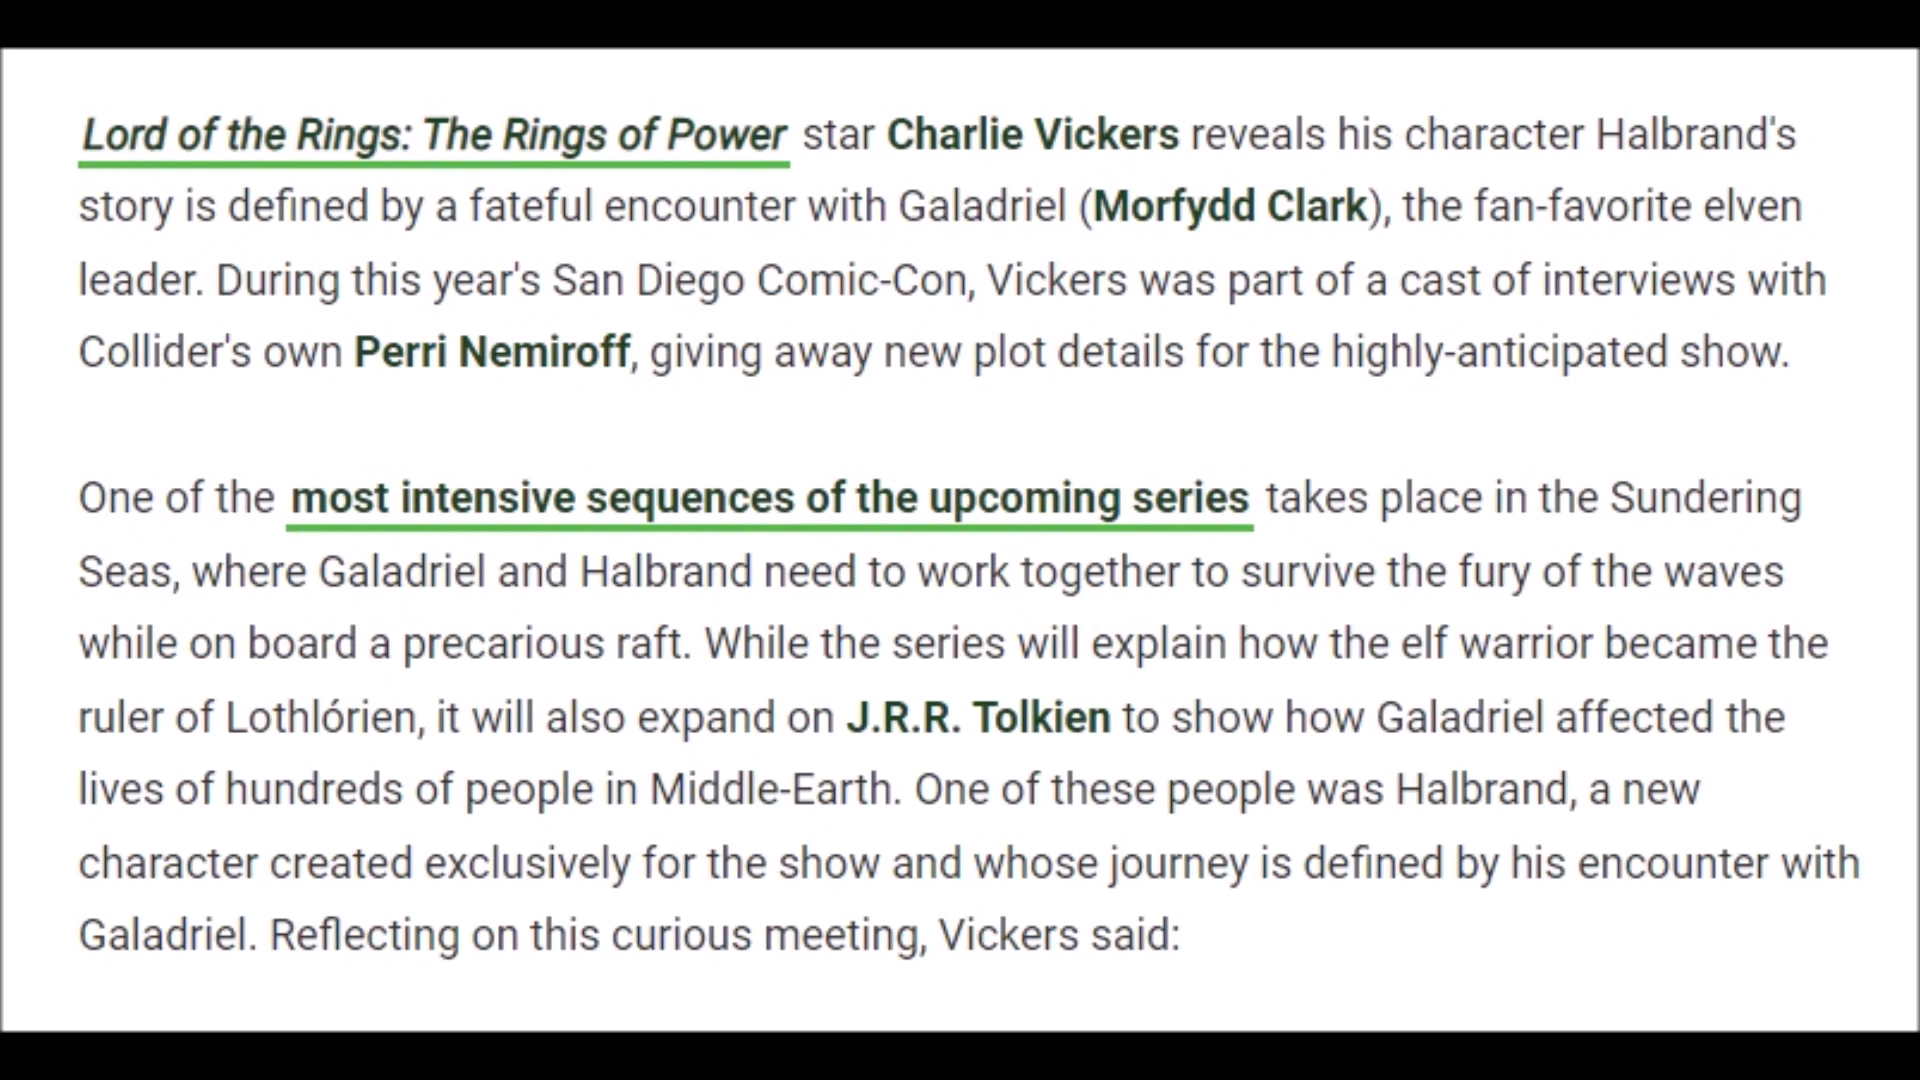 Lord of the Rings: The Rings of Power star Charlie Vickers reveals his character Halbrand's
story is defined by a fateful encounter with Galadriel (Morfydd Clark), the fan-favorite elven
leader. During this year's San Diego Comic-Con, Vickers was part of a cast of interviews with
Collider's own Perri Nemiroff, giving away new plot details for the highly-anticipated show.
One of the most intensive sequences of the upcoming series takes place in the Sundering
Seas, where Galadriel and Halbrand need to work together to survive the fury of the waves
while on board a precarious raft. While the series will explain how the elf warrior became the
ruler of Lothlórien, it will also expand on J.R.R. Tolkien to show how Galadriel affected the
lives of hundreds of people in Middle-Earth. One of these people was Halbrand, a new
character created exclusively for the show and whose journey is defined by his encounter with
Galadriel. Reflecting on this curious meeting, Vickers said: